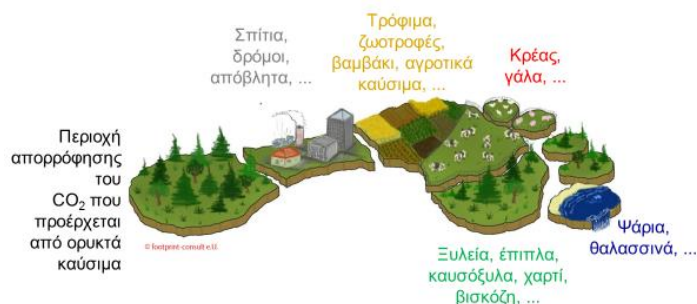 Σπίτια,
δρόμοι,
απόβλητα, ...
Τρόφιμα,
ζωοτροφές,
βαμβάκι, αγροτικά
καύσιμα, ...
Κρέας,
γάλα, ...
Περιοχή
απορρόφησης
του
CO₂ που
προέρχεται
από ορυκτά
καύσιμα
© footprint-consult e.U.
Ψάρια,
θαλασσινά, ...
Ξυλεία, έπιπλα,
καυσόξυλα, χαρτί,
βισκόζη, ...